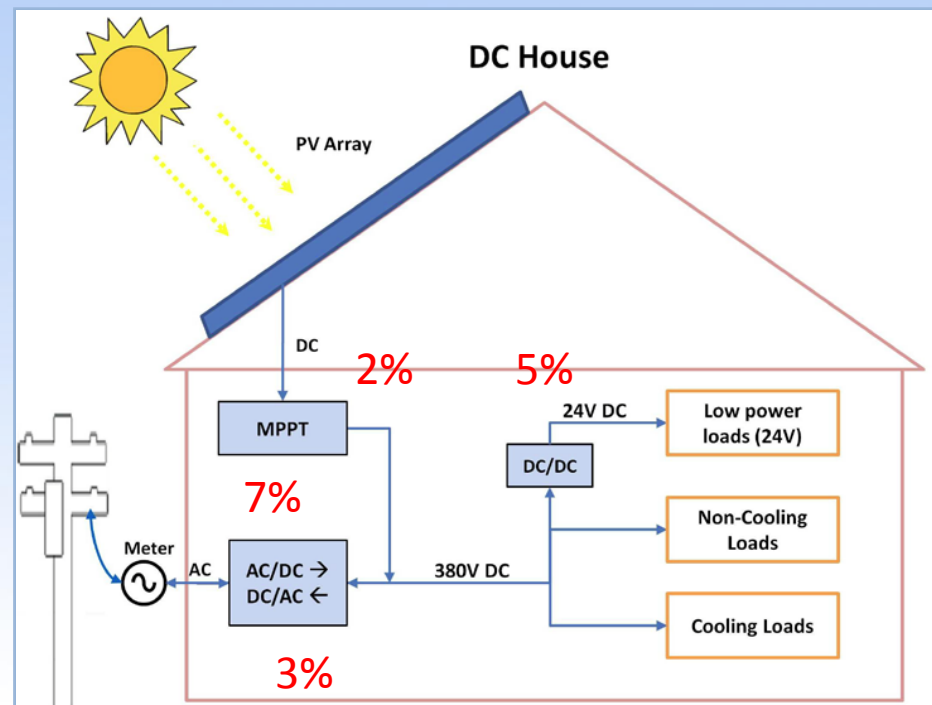 DC House
PV Array
DC
2%
5%
24V DC
Low power
loads (24V)
MPPT
DC/DC
7%
Non-Cooling
Loads
Meter
AC
AC/DC →
DC/AC ←
380V DC
Cooling Loads
3%